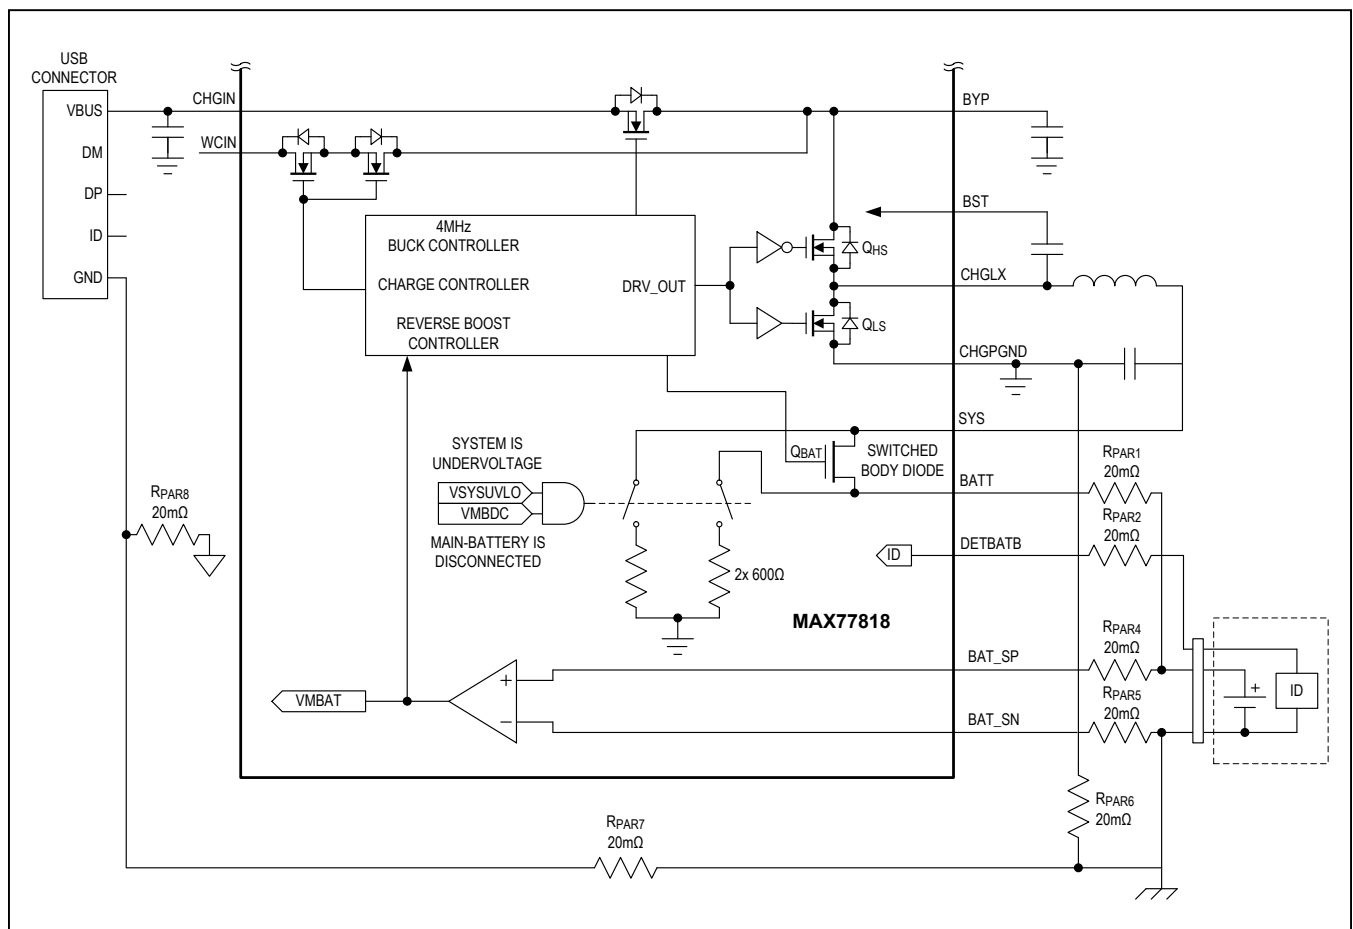 USB
CONNECTOR
VBUS
DM
DP
ID
GND
CHGIN
WCIN
BYP
BST
4MHz
BUCK CONTROLLER
CHARGE CONTROLLER
REVERSE BOOST
CONTROLLER
DRV_OUT
QHS
QLS
CHGLX
CHGPGND
SYS
SYSTEM IS
UNDERVOLTAGE
VSYSUVLO
VMBDC
MAIN-BATTERY IS
DISCONNECTED
QBAT
SWITCHED
BODY DIODE
BATT
RPAR1
20mΩ
RPAR2
20mΩ
ID
DETBATB
2x 600Ω
MAX77818
RPAR8
20mΩ
BAT_SP
RPAR4
20mΩ
BAT_SN
RPAR5
20mΩ
+
ID
+
−
VMBAT
RPAR6
20mΩ
RPAR7
20mΩ